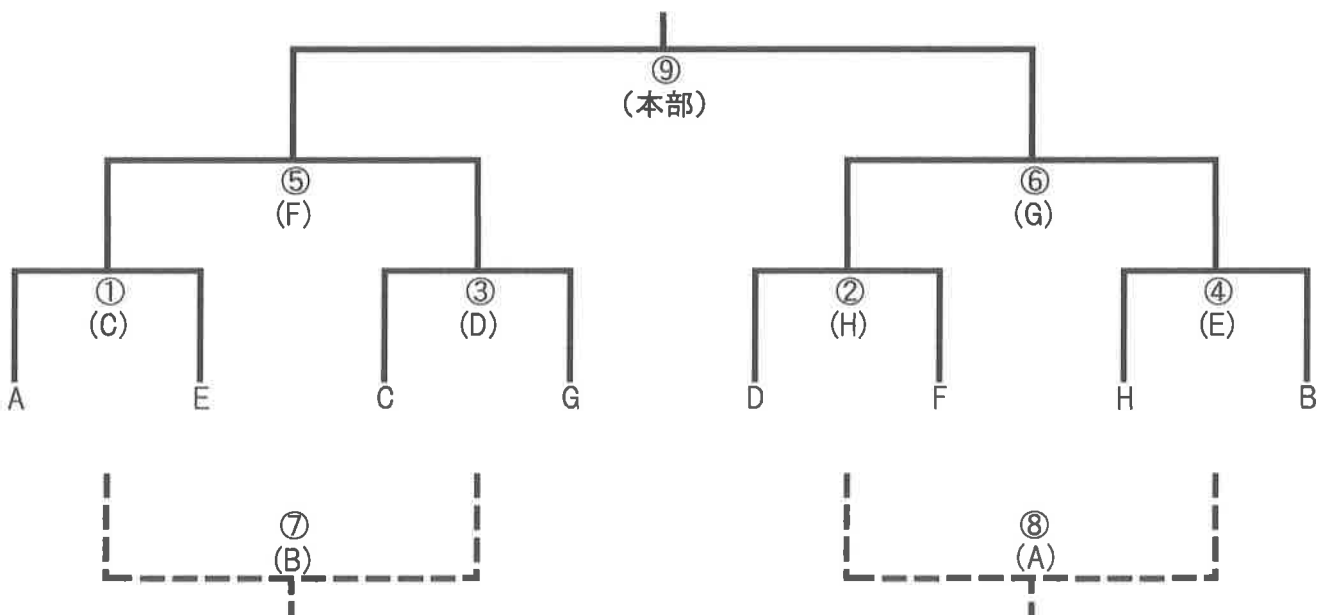 ⑨
(本部)
⑤
(F)
⑥
(G)
①
(C)
③
(D)
②
(H)
④
(E)
A
E
C
G
D
F
H
B
⑦
(B)
⑧
(A)